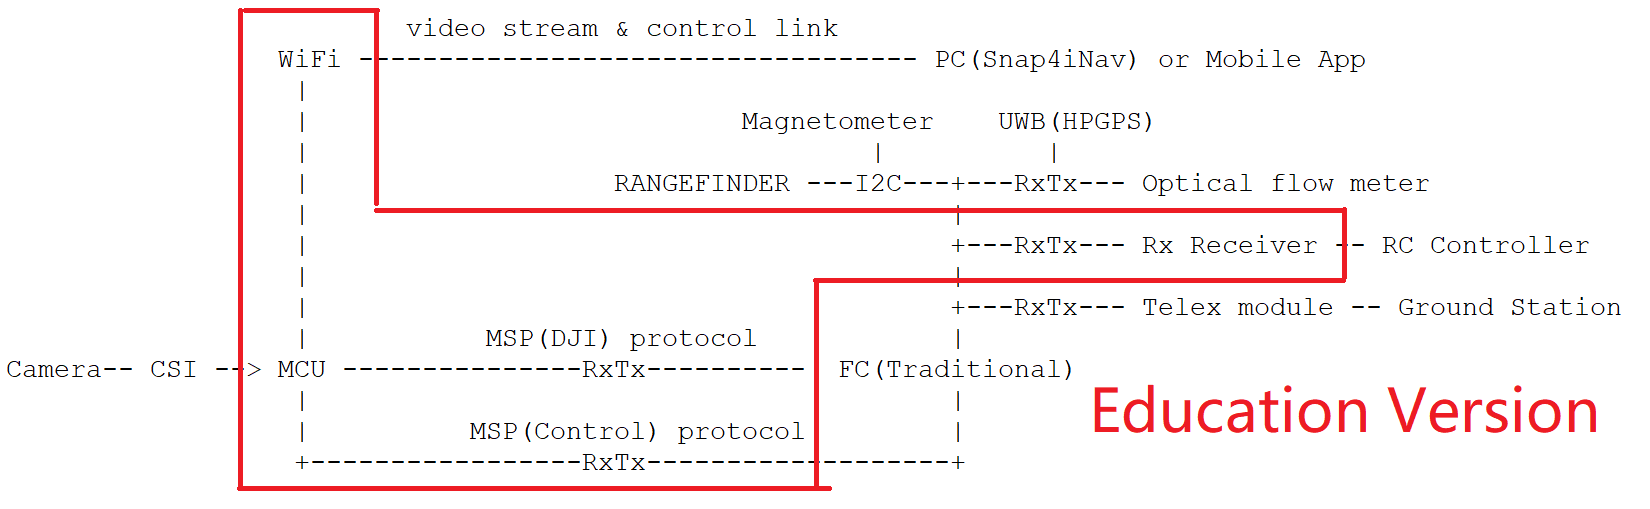 video stream & control link
WiFi ----------------------------------- PC(Snap4iNav) or Mobile App
|
| Magnetometer UWB(HPGPS)
| | |
| RANGEFINDER ---I2C---+---RxTx--- Optical flow meter
| |
| +---RxTx--- Rx Receiver -- RC Controller
| |
| +---RxTx--- Telex module -- Ground Station
| MSP(DJI) protocol |
Camera-- CSI --> MCU ---------------RxTx---------- FC(Traditional)
| |
| MSP(Control) protocol |
+-----------------RxTx-------------------+
Education Version